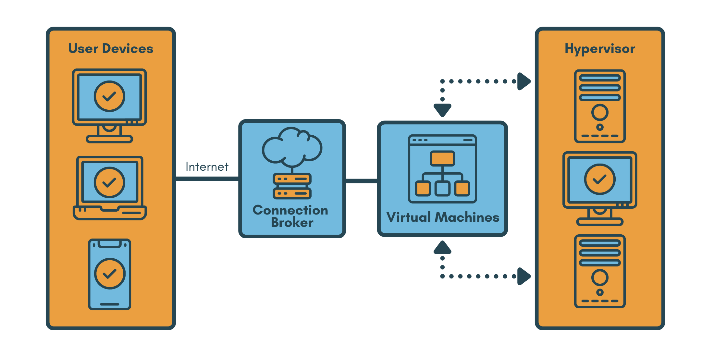 User Devices
Internet
Connection
Broker
Virtual Machines
Hypervisor